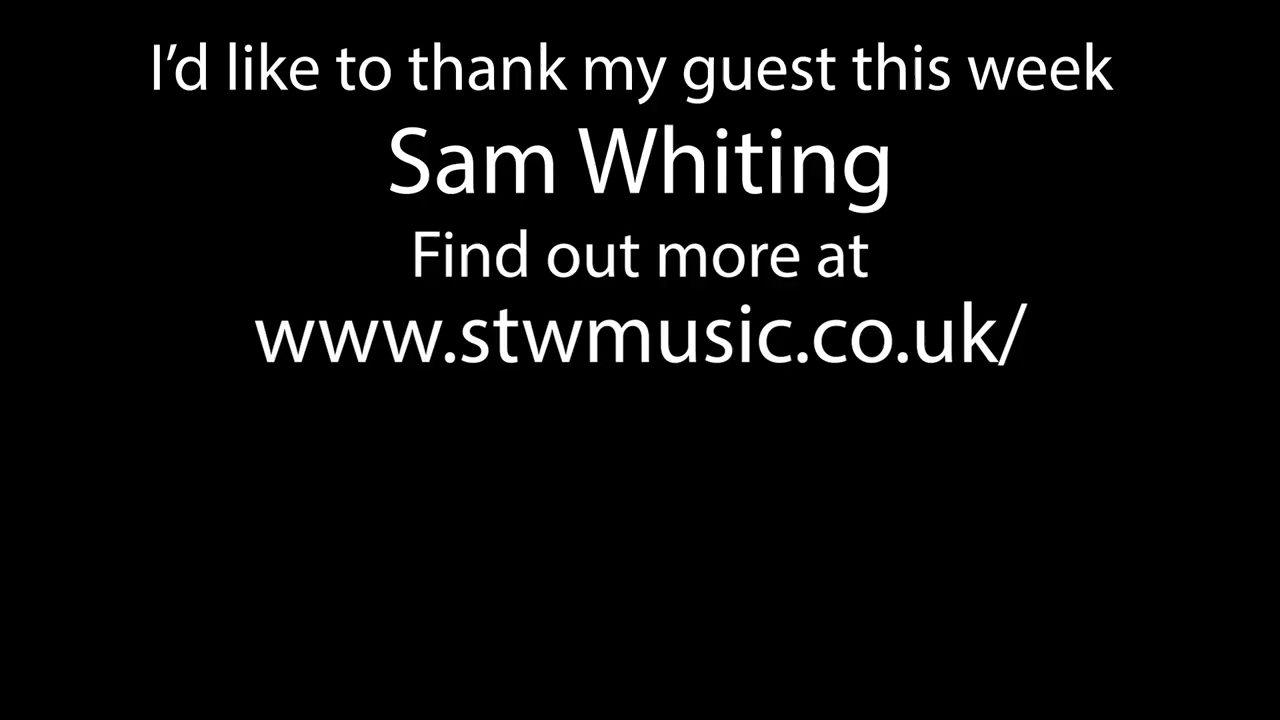 I’d like to thank my guest this week
Sam Whiting
Find out more at
www.stwmusic.co.uk/